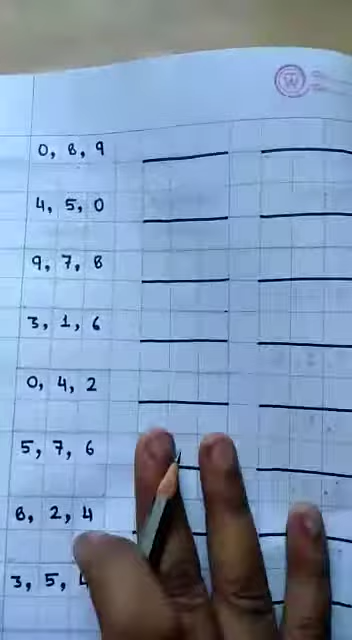 0, 8, 9
4, 5, 0
9, 7, 8
3, 1, 6
0, 4, 2
5, 7, 6
8, 2, 4
3, 5,